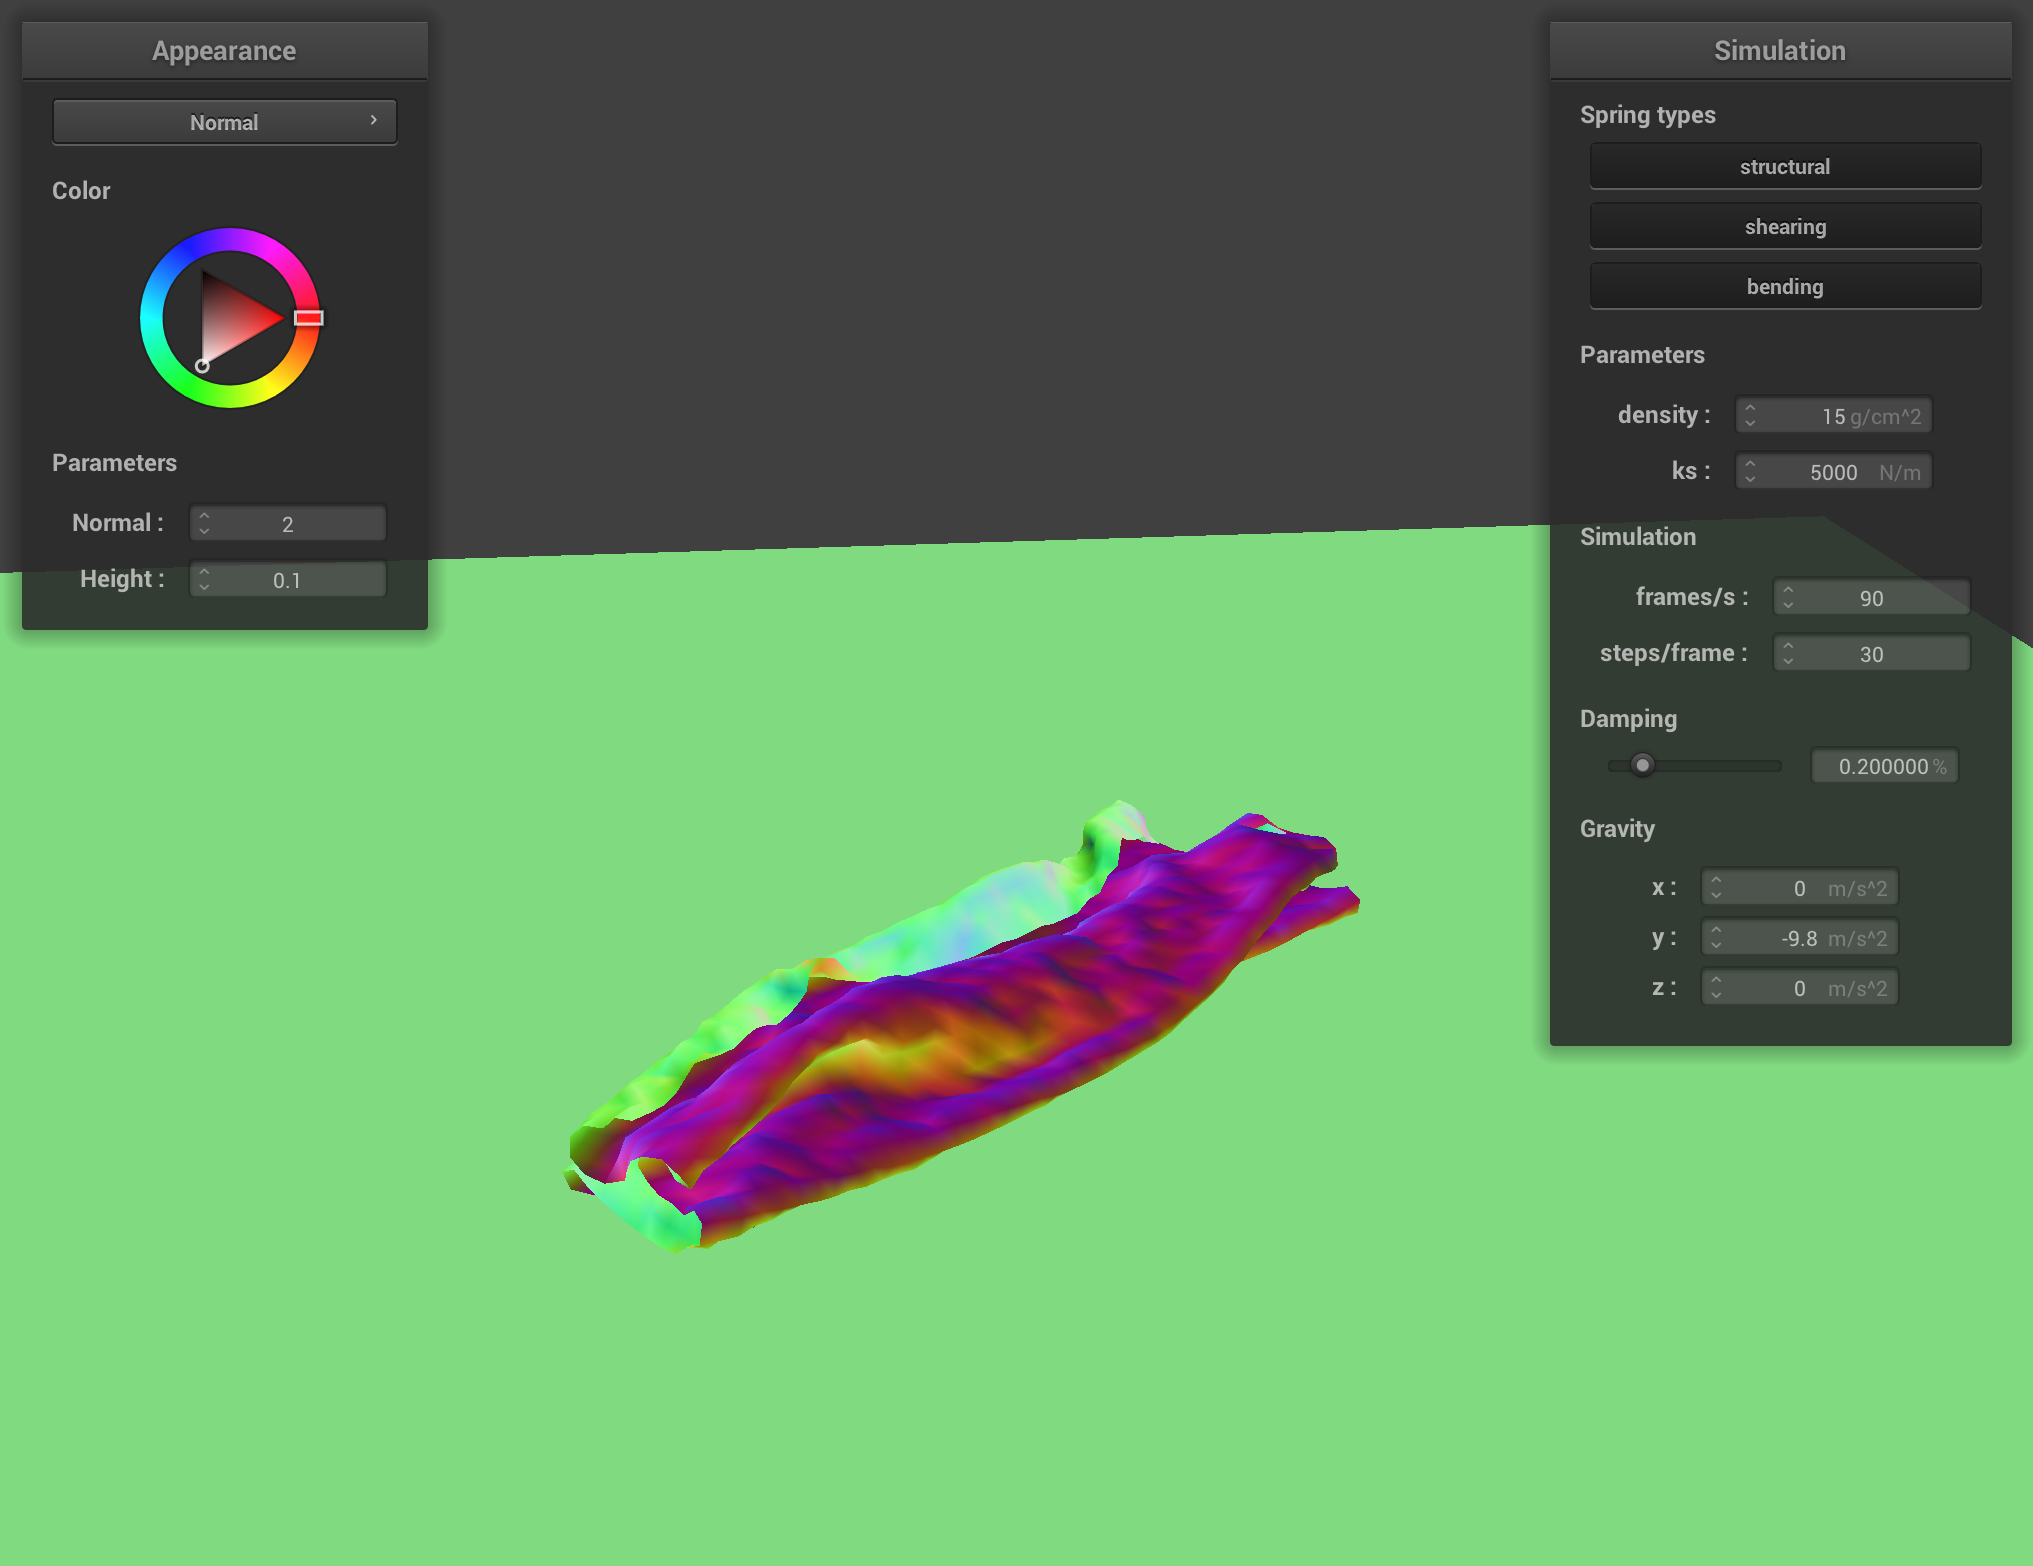 Appearance
Normal
Color
Parameters
Normal : 2
Height : 0.1
Simulation
Spring types
structural
shearing
bending
Parameters
density : 15 g/cm^2
ks : 5000 N/m
Simulation
frames/s : 90
steps/frame : 30
Damping
0.200000 %
Gravity
x : 0 m/s^2
y : -9.8 m/s^2
z : 0 m/s^2